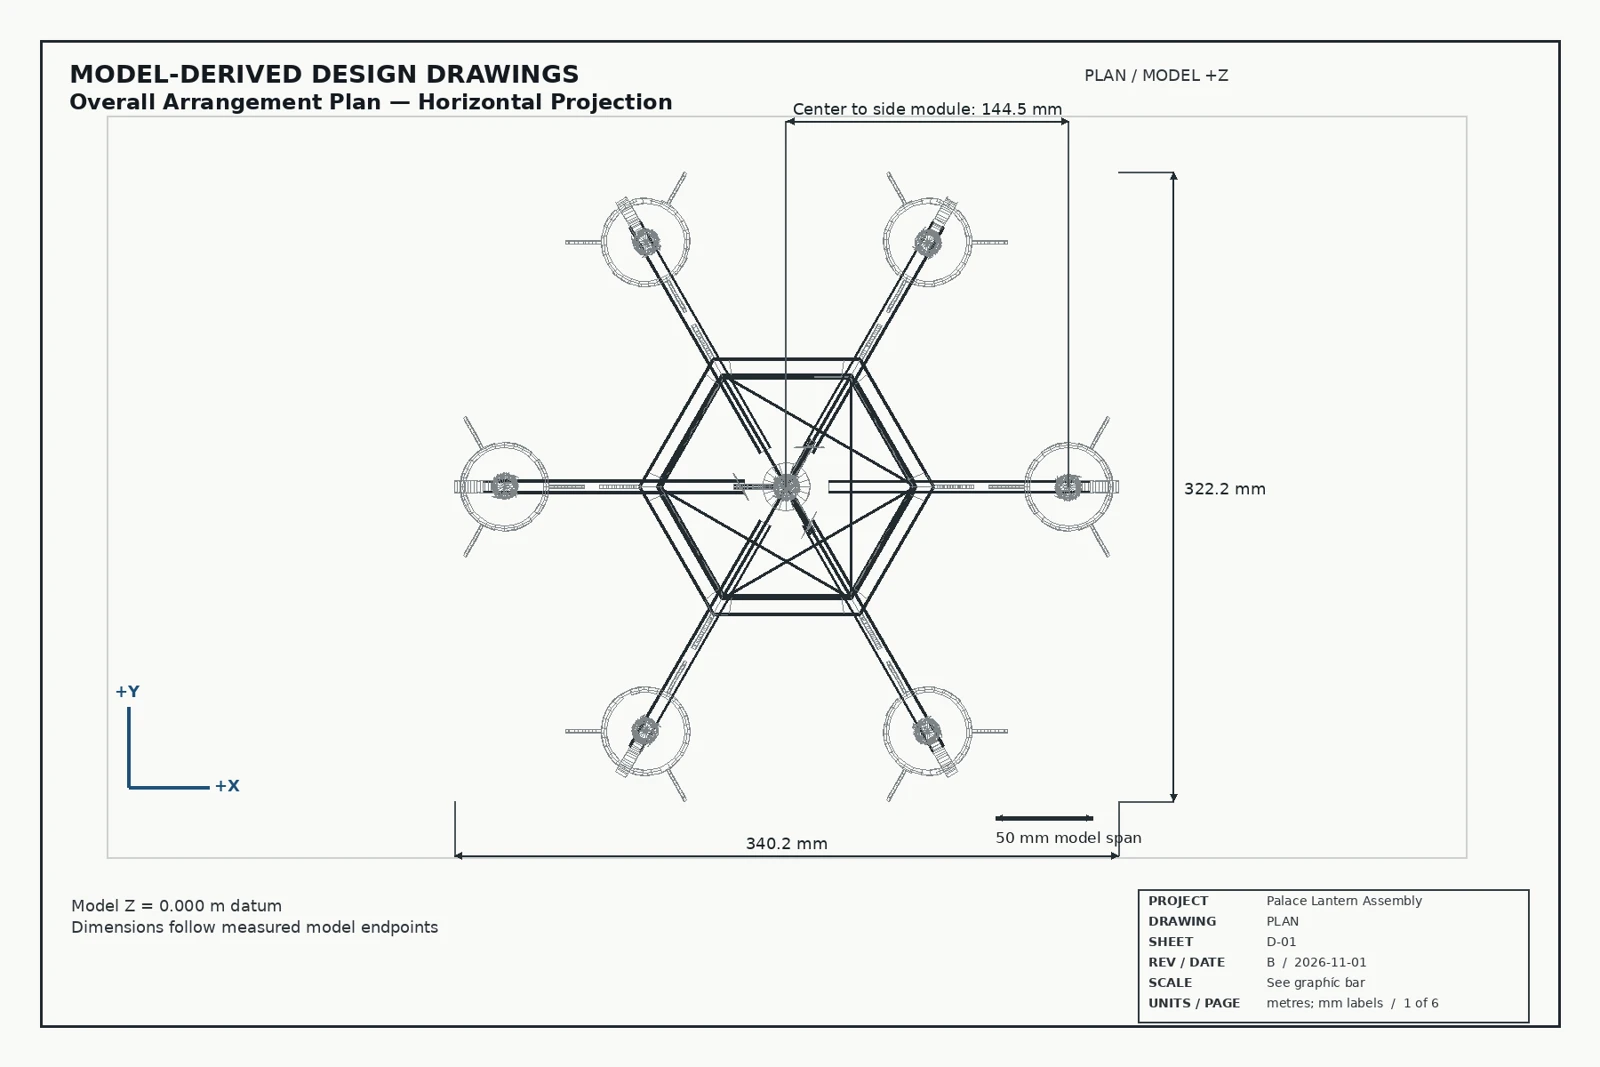 MODEL-DERIVED DESIGN DRAWINGS
Overall Arrangement Plan — Horizontal Projection
PLAN / MODEL +Z
Center to side module: 144.5 mm
322.2 mm
+Y
+X
50 mm model span
340.2 mm
Model Z = 0.000 m datum
Dimensions follow measured model endpoints
PROJECT Palace Lantern Assembly
DRAWING PLAN
SHEET D-01
REV / DATE B / 2026-11-01
SCALE See graphic bar
UNITS / PAGE metres; mm labels / 1 of 6